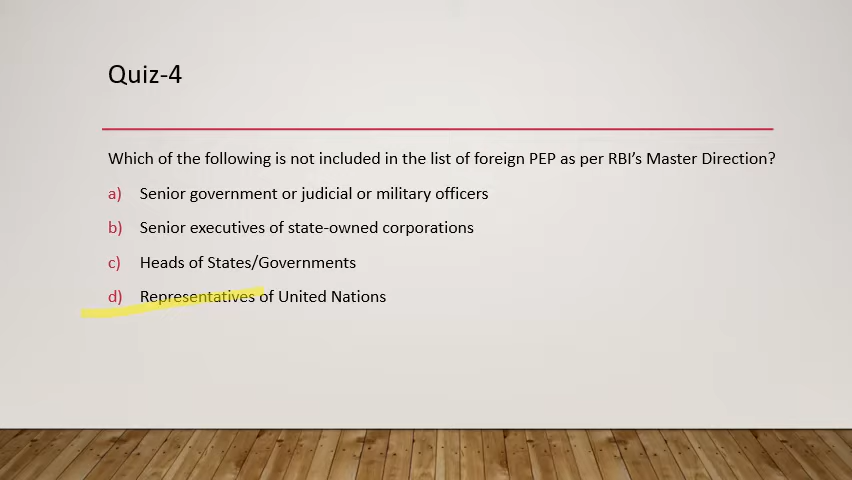 Quiz-4
Which of the following is not included in the list of foreign PEP as per RBI's Master Direction?
a) Senior government or judicial or military officers
b) Senior executives of state-owned corporations
c) Heads of States/Governments
d) Representatives of United Nations